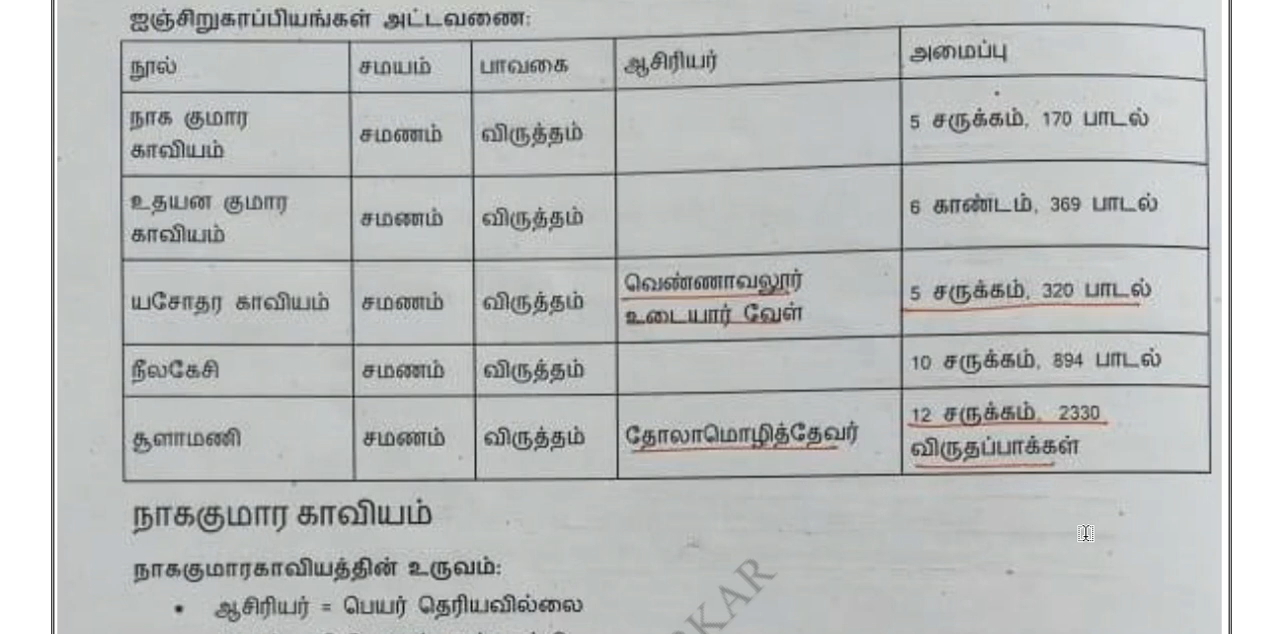 ஐஞ்சிறுகாப்பியங்கள் அட்டவணை:
நூல் சமயம் பாவகை ஆசிரியர் அமைப்பு
நாக குமார
காவியம் சமணம் விருத்தம் 5 சருக்கம், 170 பாடல்
உதயன குமார
காவியம் சமணம் விருத்தம் 6 காண்டம், 369 பாடல்
யசோதர காவியம் சமணம் விருத்தம் வெண்ணாவலூர்
உடையார் வேள் 5 சருக்கம், 320 பாடல்
நீலகேசி சமணம் விருத்தம் 10 சருக்கம், 894 பாடல்
சூளாமணி சமணம் விருத்தம் தோலாமொழித்தேவர் 12 சருக்கம், 2330
விருதப்பாக்கள்
நாககுமார காவியம்
நாககுமாரகாவியத்தின் உருவம்:
• ஆசிரியர் = பெயர் தெரியவில்லை